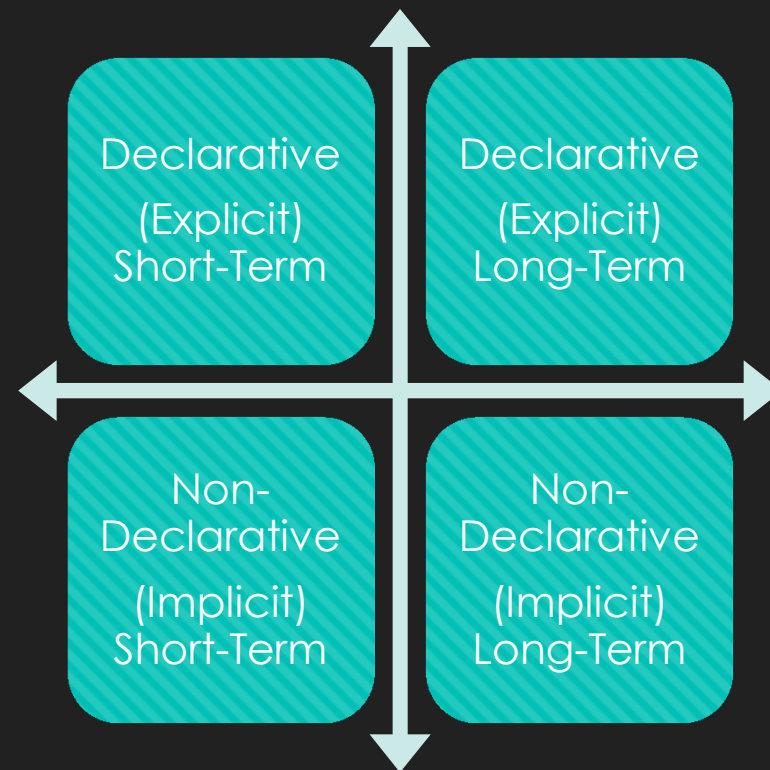 Declarative
(Explicit)
Short-Term
Declarative
(Explicit)
Long-Term
Non-
Declarative
(Implicit)
Short-Term
Non-
Declarative
(Implicit)
Long-Term